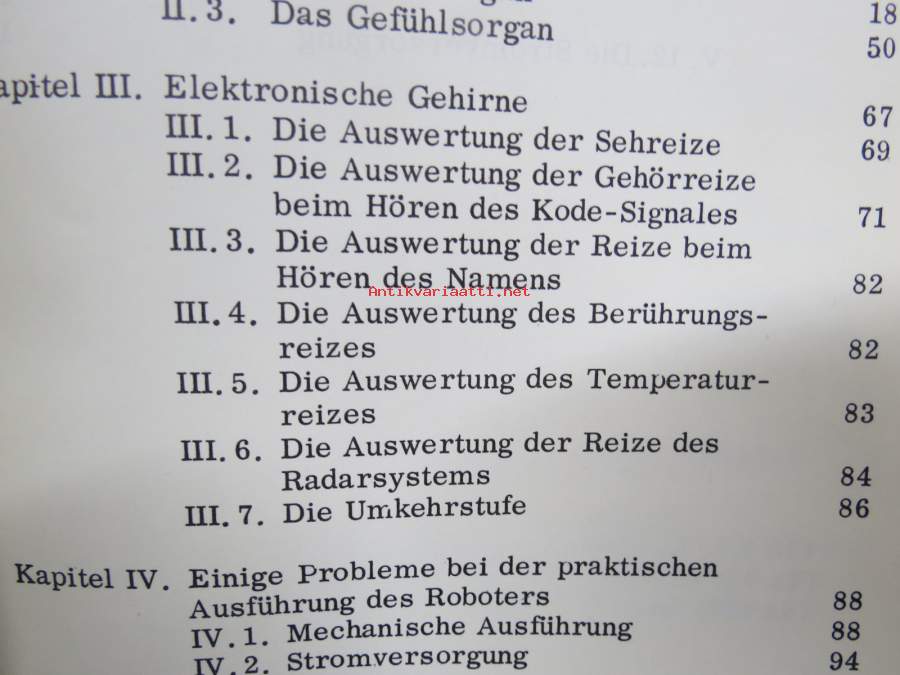 II. 3. Das Gefühlsorgan 18
50
Kapitel III. Elektronische Gehirne 67
III. 1. Die Auswertung der Sehreize 69
III. 2. Die Auswertung der Gehörreize
beim Hören des Kode-Signales 71
III. 3. Die Auswertung der Reize beim
Hören des Namens 82
Antikvariaatti.net
III. 4. Die Auswertung des Berührungs-
reizes 82
III. 5. Die Auswertung des Temperatur-
reizes 83
III. 6. Die Auswertung der Reize des
Radarsystems 84
III. 7. Die Umkehrstufe 86
Kapitel IV. Einige Probleme bei der praktischen
Ausführung des Roboters 88
IV. 1. Mechanische Ausführung 88
IV. 2. Stromversorgung 94